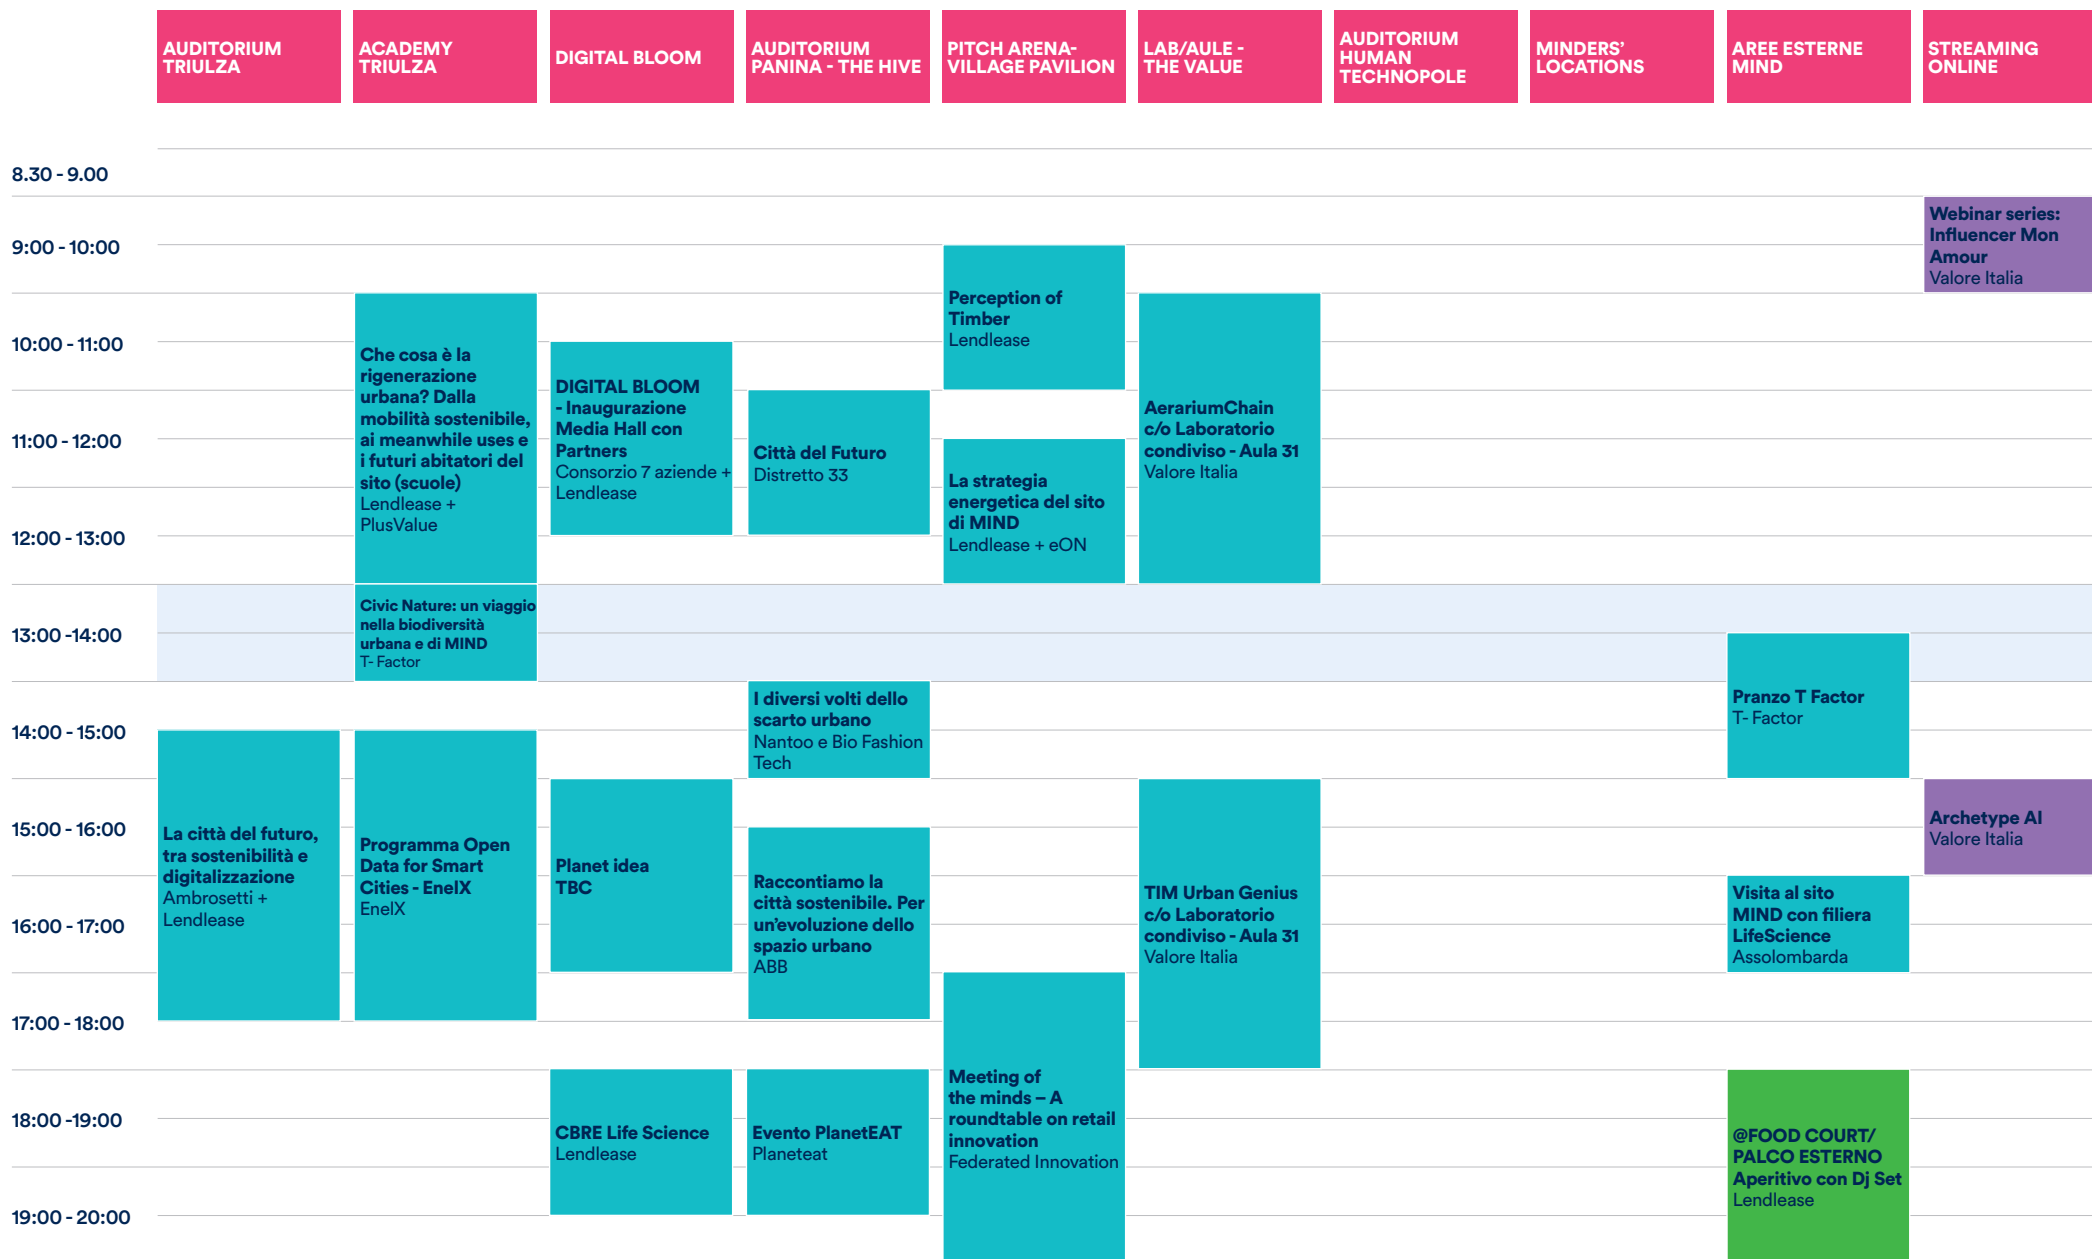 AUDITORIUM
TRIULZA
ACADEMY
TRIULZA
DIGITAL BLOOM
AUDITORIUM
PANINA - THE HIVE
PITCH ARENA-
VILLAGE PAVILION
LAB/AULE -
THE VALUE
AUDITORIUM
HUMAN
TECHNOPOLE
MINDERS’
LOCATIONS
AREE ESTERNE
MIND
STREAMING
ONLINE
8.30 - 9.00
9:00 - 10:00
10:00 - 11:00
11:00 - 12:00
12:00 - 13:00
13:00 -14:00
14:00 - 15:00
15:00 - 16:00
16:00 - 17:00
17:00 - 18:00
18:00 -19:00
19:00 - 20:00
La città del futuro,
tra sostenibilità e
digitalizzazione
Ambrosetti +
Lendlease
Che cosa è la
rigenerazione
urbana? Dalla
mobilità sostenibile,
ai meanwhile uses e
i futuri abitatori del
sito (scuole)
Lendlease +
PlusValue
Civic Nature: un viaggio
nella biodiversità
urbana e di MIND
T- Factor
Programma Open
Data for Smart
Cities - EnelX
EnelX
DIGITAL BLOOM
- Inaugurazione
Media Hall con
Partners
Consorzio 7 aziende +
Lendlease
Planet idea
TBC
CBRE Life Science
Lendlease
Città del Futuro
Distretto 33
I diversi volti dello
scarto urbano
Nantoo e Bio Fashion
Tech
Raccontiamo la
città sostenibile. Per
un’evoluzione dello
spazio urbano
ABB
Evento PlanetEAT
Planeteat
Perception of
Timber
Lendlease
La strategia
energetica del sito
di MIND
Lendlease + eON
Meeting of
the minds – A
roundtable on retail
innovation
Federated Innovation
AerariumChain
c/o Laboratorio
condiviso - Aula 31
Valore Italia
TIM Urban Genius
c/o Laboratorio
condiviso - Aula 31
Valore Italia
Pranzo T Factor
T- Factor
Visita al sito
MIND con filiera
LifeScience
Assolombarda
@FOOD COURT/
PALCO ESTERNO
Aperitivo con Dj Set
Lendlease
Webinar series:
Influencer Mon
Amour
Valore Italia
Archetype AI
Valore Italia